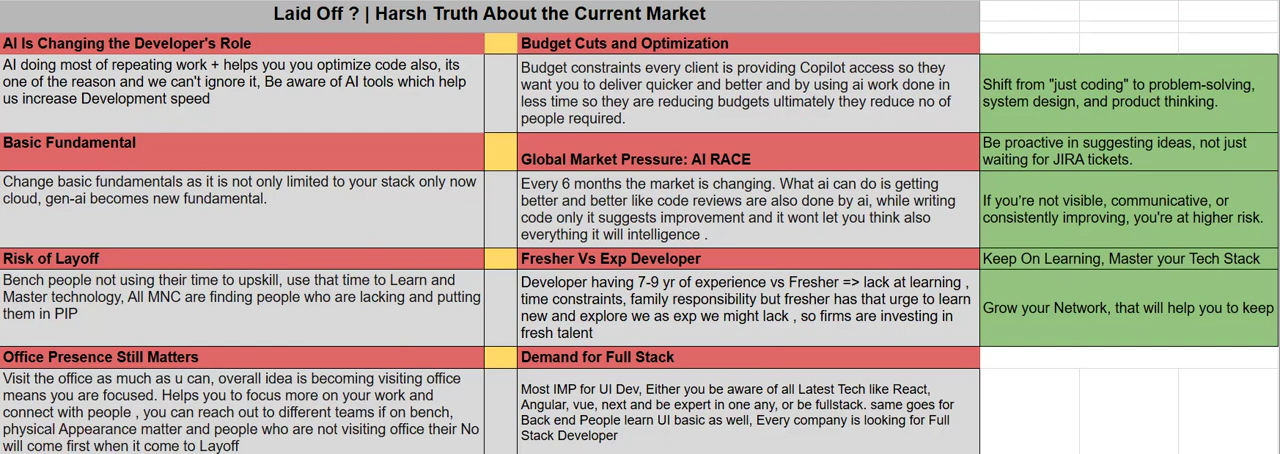 Laid Off ? | Harsh Truth About the Current Market
AI Is Changing the Developer's Role
AI doing most of repeating work + helps you you optimize code also, its
one of the reason and we can't ignore it, Be aware of AI tools which help
us increase Development speed
Budget Cuts and Optimization
Budget constraints every client is providing Copilot access so they
want you to deliver quicker and better and by using ai work done in
less time so they are reducing budgets ultimately they reduce no of
people required.
Shift from "just coding" to problem-solving,
system design, and product thinking.
Basic Fundamental
Global Market Pressure: AI RACE
Be proactive in suggesting ideas, not just
waiting for JIRA tickets.
Change basic fundamentals as it is not only limited to your stack only now
cloud, gen-ai becomes new fundamental.
Every 6 months the market is changing. What ai can do is getting
better and better like code reviews are also done by ai, while writing
code only it suggests improvement and it wont let you think also
everything it will intelligence .
If you're not visible, communicative, or
consistently improving, you're at higher risk.
Risk of Layoff
Fresher Vs Exp Developer
Keep On Learning, Master your Tech Stack
Bench people not using their time to upskill, use that time to Learn and
Master technology, All MNC are finding people who are lacking and putting
them in PIP
Developer having 7-9 yr of experience vs Fresher => lack at learning ,
time constraints, family responsibility but fresher has that urge to learn
new and explore we as exp we might lack , so firms are investing in
fresh talent
Grow your Network, that will help you to keep
Office Presence Still Matters
Demand for Full Stack
Visit the office as much as u can, overall idea is becoming visiting office
means you are focused. Helps you to focus more on your work and
connect with people , you can reach out to different teams if on bench,
physical Appearance matter and people who are not visiting office their No
will come first when it come to Layoff
Most IMP for UI Dev, Either you be aware of all Latest Tech like React,
Angular, vue, next and be expert in one any, or be fullstack. same goes for
Back end People learn UI basic as well, Every company is looking for Full
Stack Developer